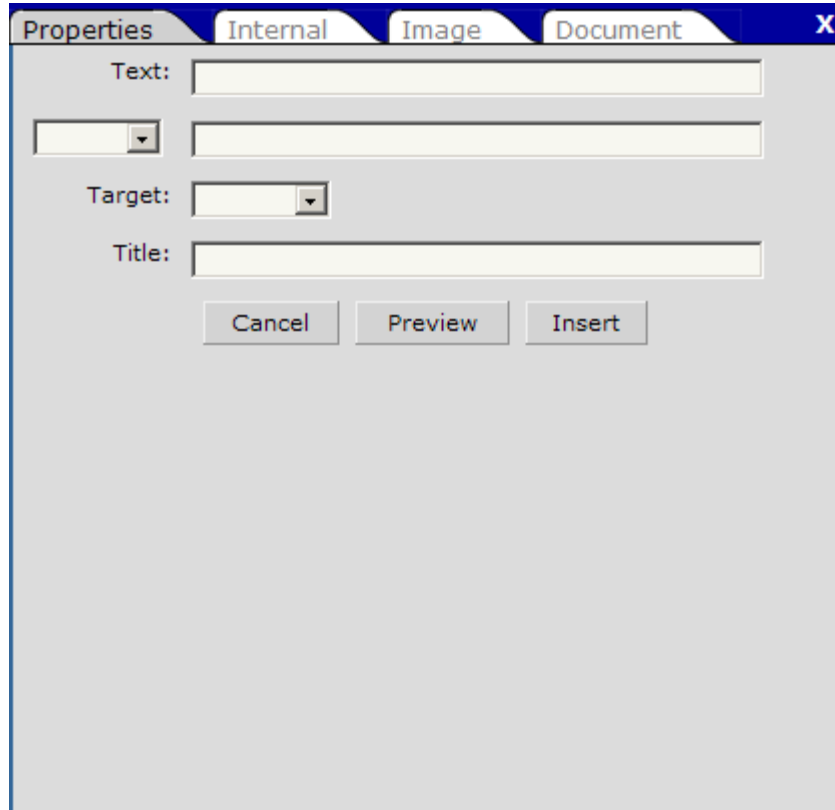 Properties Internal Image Document X
Text:
Target:
Title:
Cancel Preview Insert